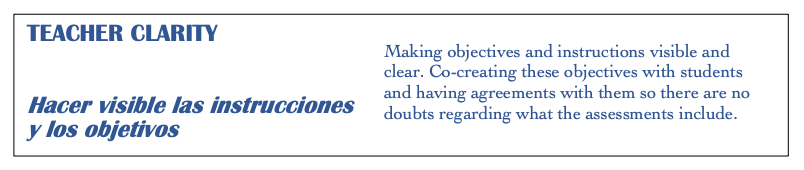 TEACHER CLARITY
Hacer visible las instrucciones
y los objetivos
Making objectives and instructions visible and
clear. Co-creating these objectives with students
and having agreements with them so there are no
doubts regarding what the assessments include.